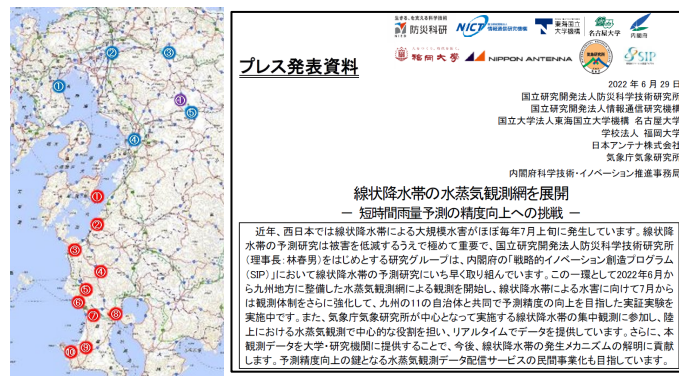 ①
②
③
①
⑤
④
①
②
③
④
⑤
⑥
⑦
⑧
⑨
⑩
防災科研
NICT
東海国立大学機構
名古屋大学
内閣府
福岡大學
NIPPON ANTENNA
SIP
プレス発表資料
2022 年 6 月 29 日
国立研究開発法人防災科学技術研究所
国立研究開発法人情報通信研究機構
国立大学法人東海国立大学機構 名古屋大学
学校法人 福岡大学
日本アンテナ株式会社
気象庁気象研究所
内閣府科学技術・イノベーション推進事務局
線状降水帯の水蒸気観測網を展開
― 短時間雨量予測の精度向上への挑戦 ―
近年、西日本では線状降水帯による大規模水害がほぼ毎年7月上旬に発生しています。線状降
水帯の予測研究は被害を低減するうえで極めて重要で、国立研究開発法人防災科学技術研究所
(理事長:林春男)をはじめとする研究グループは、内閣府の「戦略的イノベーション創造プログラム
(SIP)」において線状降水帯の予測研究にいち早く取り組んでいます。この一環として2022年6月か
ら九州地方に整備した水蒸気観測網による観測を開始し、線状降水帯による水害に向けて7月から
は観測体制をさらに強化して、九州の11の自治体と共同で予測精度の向上を目指した実証実験を
実施中です。また、気象庁気象研究所が中心となって実施する線状降水帯の集中観測に参加し、陸
上における水蒸気観測で中心的な役割を担い、リアルタイムでデータを提供しています。さらに、本
観測データを大学・研究機関に提供することで、今後、線状降水帯の発生メカニズムの解明に貢献
します。予測精度向上の鍵となる水蒸気観測データ配信サービスの民間事業化も目指しています。